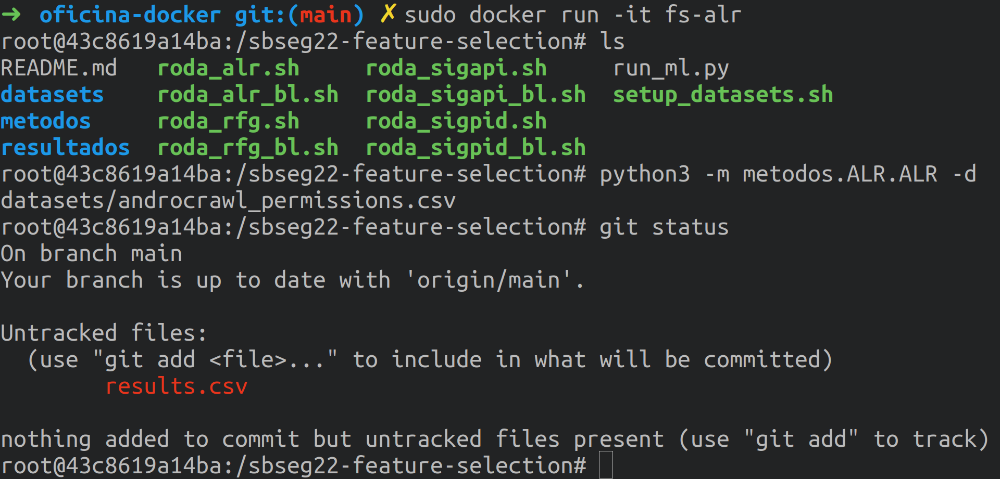 ➜ oficina-docker git:(main) ✗ sudo docker run -it fs-alr
root@43c8619a14ba:/sbseg22-feature-selection# ls
README.md roda_alr.sh roda_sigapi.sh run_ml.py
datasets roda_alr_bl.sh roda_sigapi_bl.sh setup_datasets.sh
metodos roda_rfg.sh roda_sigpid.sh
resultados roda_rfg_bl.sh roda_sigpid_bl.sh
root@43c8619a14ba:/sbseg22-feature-selection# python3 -m metodos.ALR.ALR -d
datasets/androcrawl_permissions.csv
root@43c8619a14ba:/sbseg22-feature-selection# git status
On branch main
Your branch is up to date with 'origin/main'.
Untracked files:
(use "git add <file>..." to include in what will be committed)
results.csv
nothing added to commit but untracked files present (use "git add" to track)
root@43c8619a14ba:/sbseg22-feature-selection#